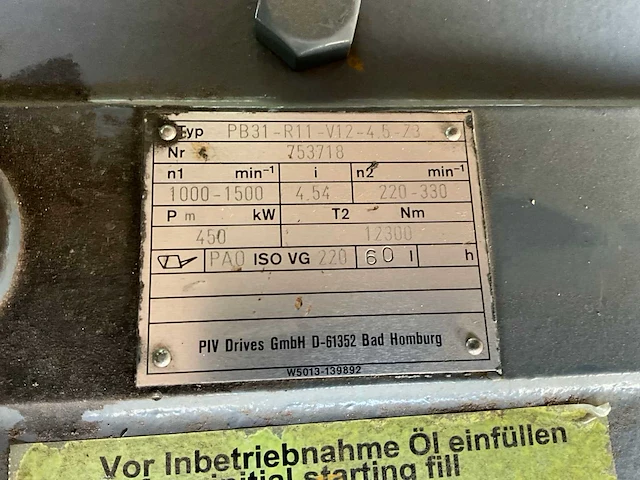 Typ PB31-R11-V12-4.5-Z3
Nr 753718
n1 min⁻¹ i n2 min⁻¹
1000-1500 4.54 220-330
P m kW T2 Nm
450 12300
PAO ISO VG 220 60 l h
PIV Drives GmbH D-61352 Bad Homburg
W5013-139892
Vor Inbetriebnahme Öl einfüllen
initial starting fill